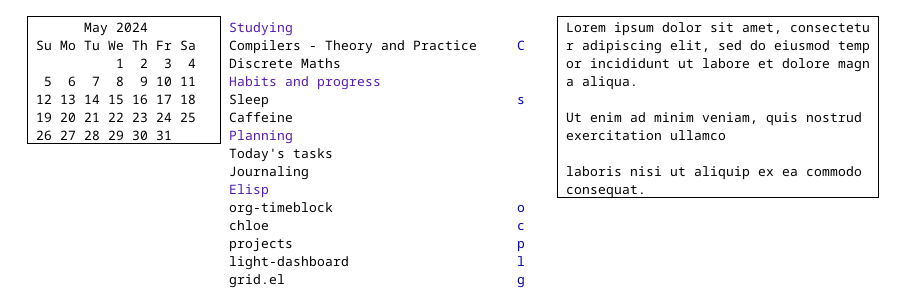 May 2024
Su Mo Tu We Th Fr Sa
1 2 3 4
5 6 7 8 9 10 11
12 13 14 15 16 17 18
19 20 21 22 23 24 25
26 27 28 29 30 31
Studying
Compilers - Theory and Practice C
Discrete Maths
Habits and progress
Sleep s
Caffeine
Planning
Today's tasks
Journaling
Elisp
org-timeblock o
chloe c
projects p
light-dashboard l
grid.el g
Lorem ipsum dolor sit amet, consectetu
r adipiscing elit, sed do eiusmod temp
or incididunt ut labore et dolore magn
a aliqua.
Ut enim ad minim veniam, quis nostrud
exercitation ullamco
laboris nisi ut aliquip ex ea commodo
consequat.